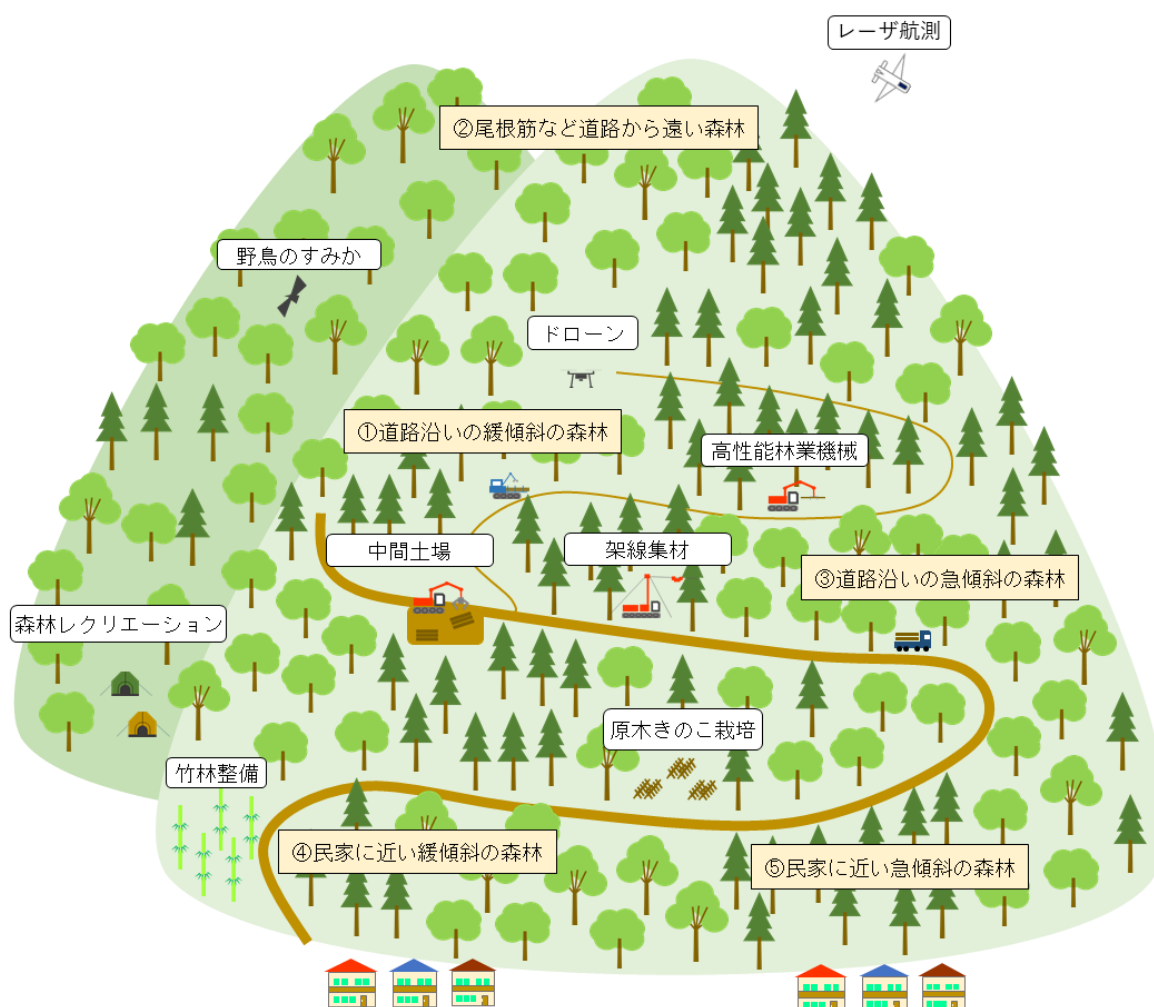 レーザ航測
②尾根筋など道路から遠い森林
野鳥のすみか
ドローン
①道路沿いの緩傾斜の森林
高性能林業機械
中間土場
架線集材
③道路沿いの急傾斜の森林
森林レクリエーション
原木きのこ栽培
竹林整備
④民家に近い緩傾斜の森林
⑤民家に近い急傾斜の森林